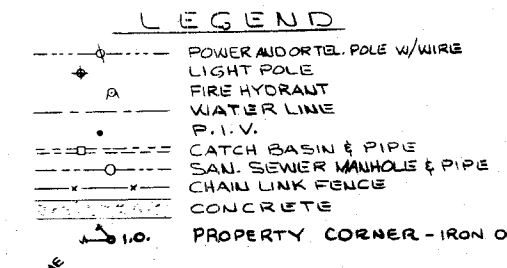 LEGEND
POWER AND OR TEL. POLE W/WIRE
LIGHT POLE
FIRE HYDRANT
WATER LINE
P.I.V.
CATCH BASIN & PIPE
SAN. SEWER MANHOLE & PIPE
CHAIN LINK FENCE
CONCRETE
I.O. PROPERTY CORNER - IRON O